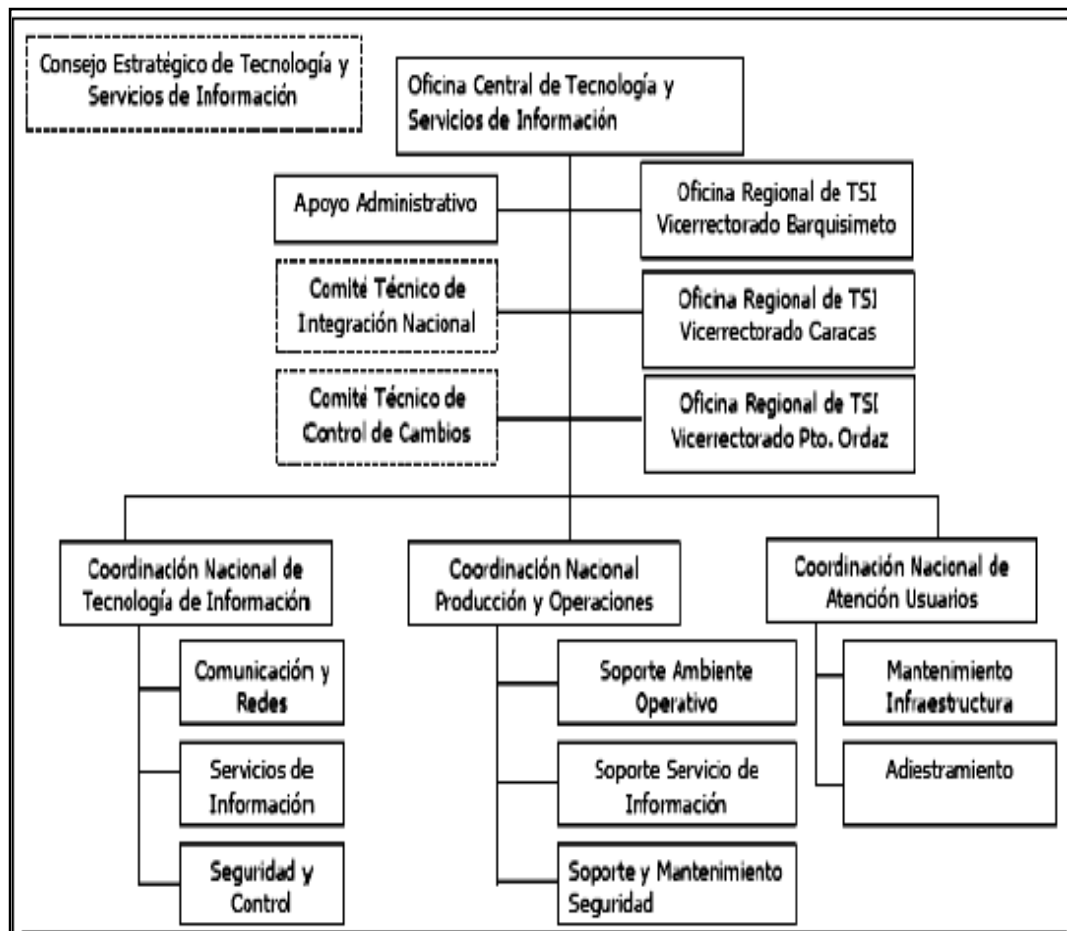 Consejo Estratégico de Tecnología y
Servicios de Información
Oficina Central de Tecnología y
Servicios de Información
Apoyo Administrativo
Oficina Regional de TSI
Vicerrectorado Barquisimeto
Comité Técnico de
Integración Nacional
Oficina Regional de TSI
Vicerrectorado Caracas
Comité Técnico de
Control de Cambios
Oficina Regional de TSI
Vicerrectorado Pto. Ordaz
Coordinación Nacional de
Tecnología de Información
Coordinación Nacional
Producción y Operaciones
Coordinación Nacional de
Atención Usuarios
Comunicación y
Redes
Servicios de
Información
Seguridad y
Control
Soporte Ambiente
Operativo
Soporte Servicio de
Información
Soporte y Mantenimiento
Seguridad
Mantenimiento
Infraestructura
Adiestramiento